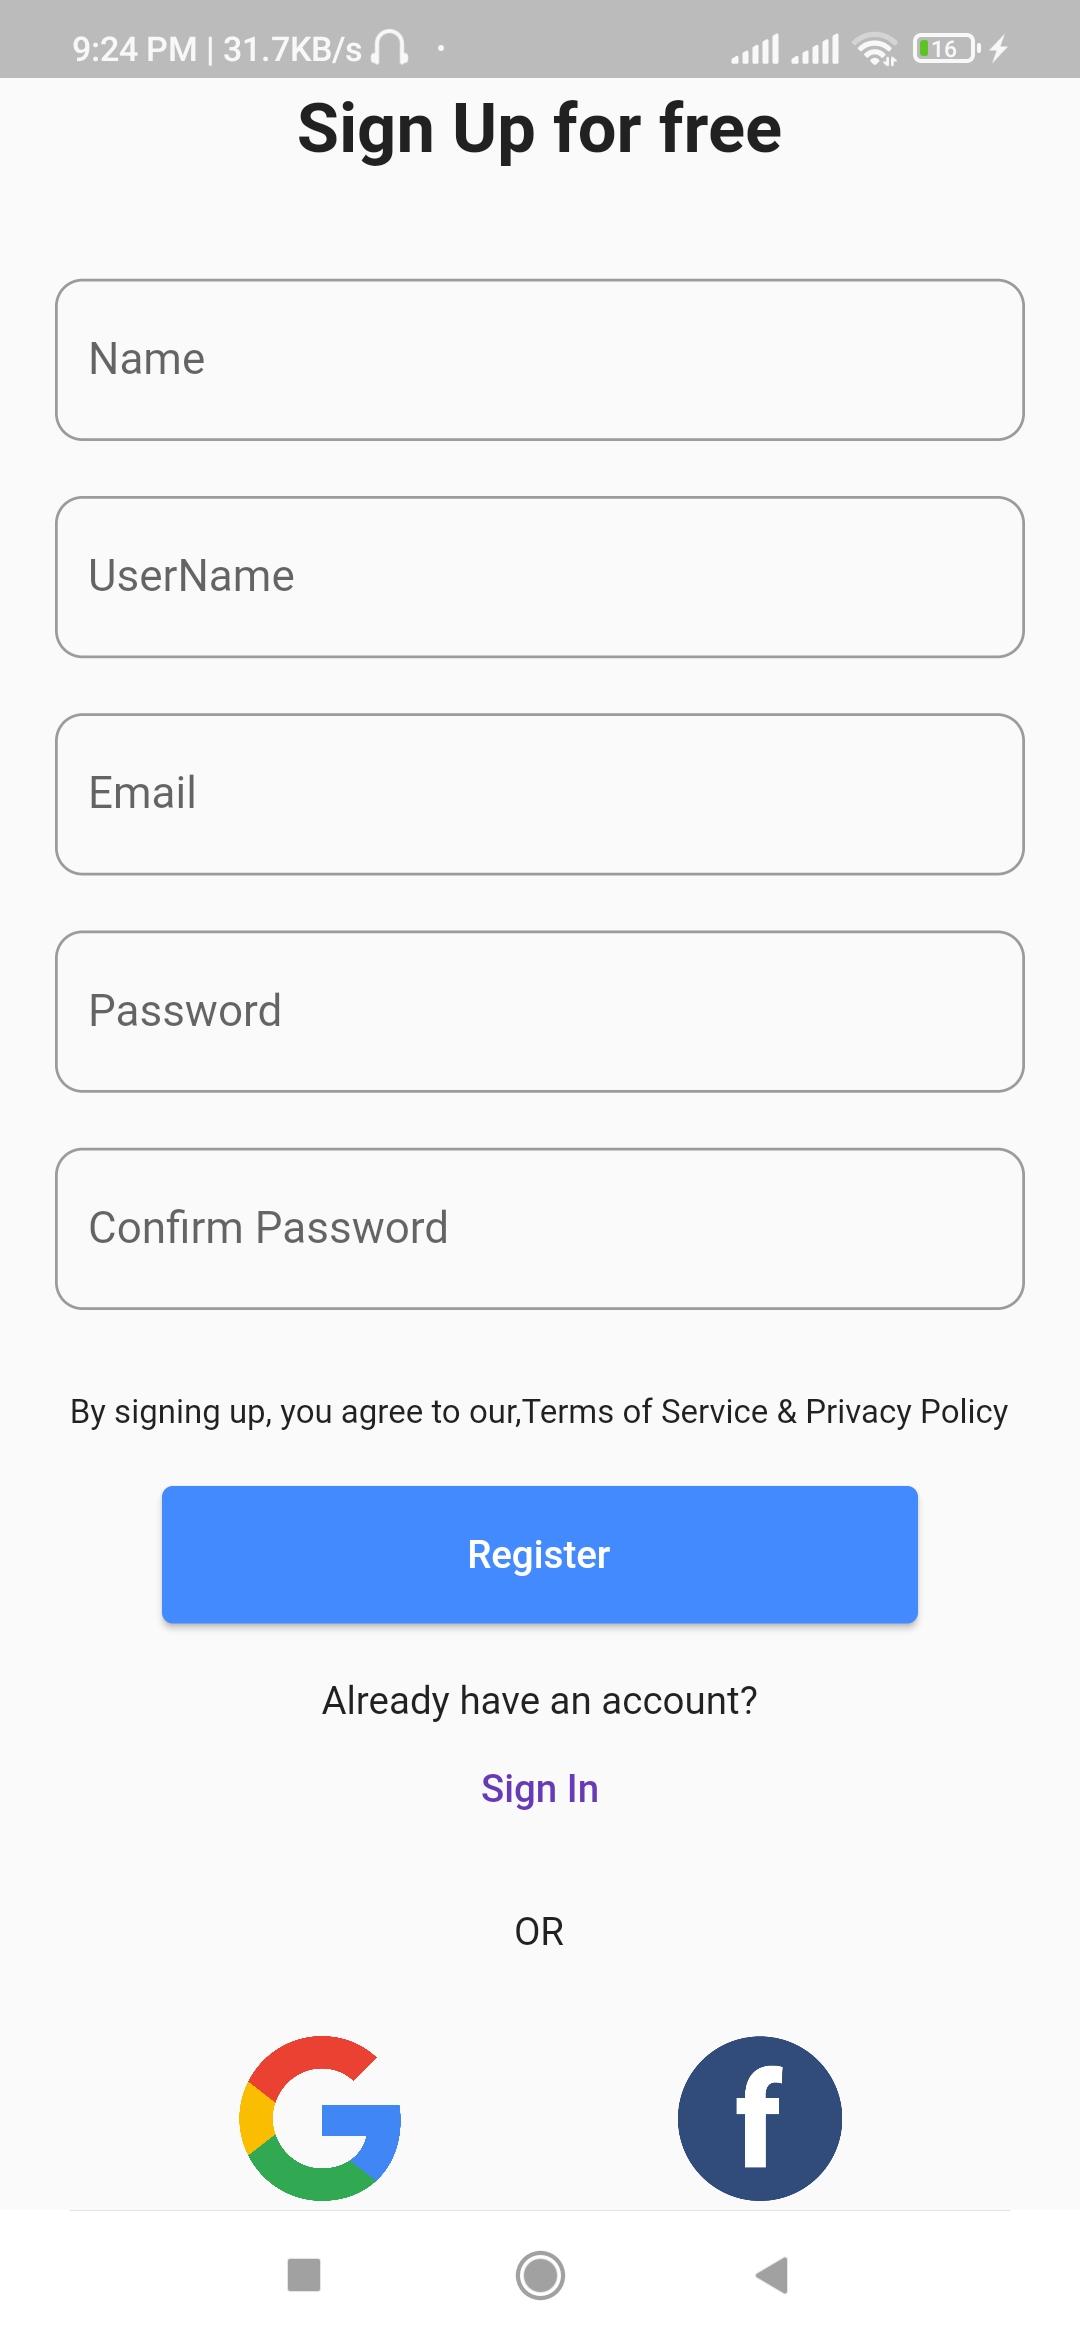 9:24 PM | 31.7KB/s
16
Sign Up for free
Name
UserName
Email
Password
Confirm Password
By signing up, you agree to our,Terms of Service & Privacy Policy
Register
Already have an account?
Sign In
OR